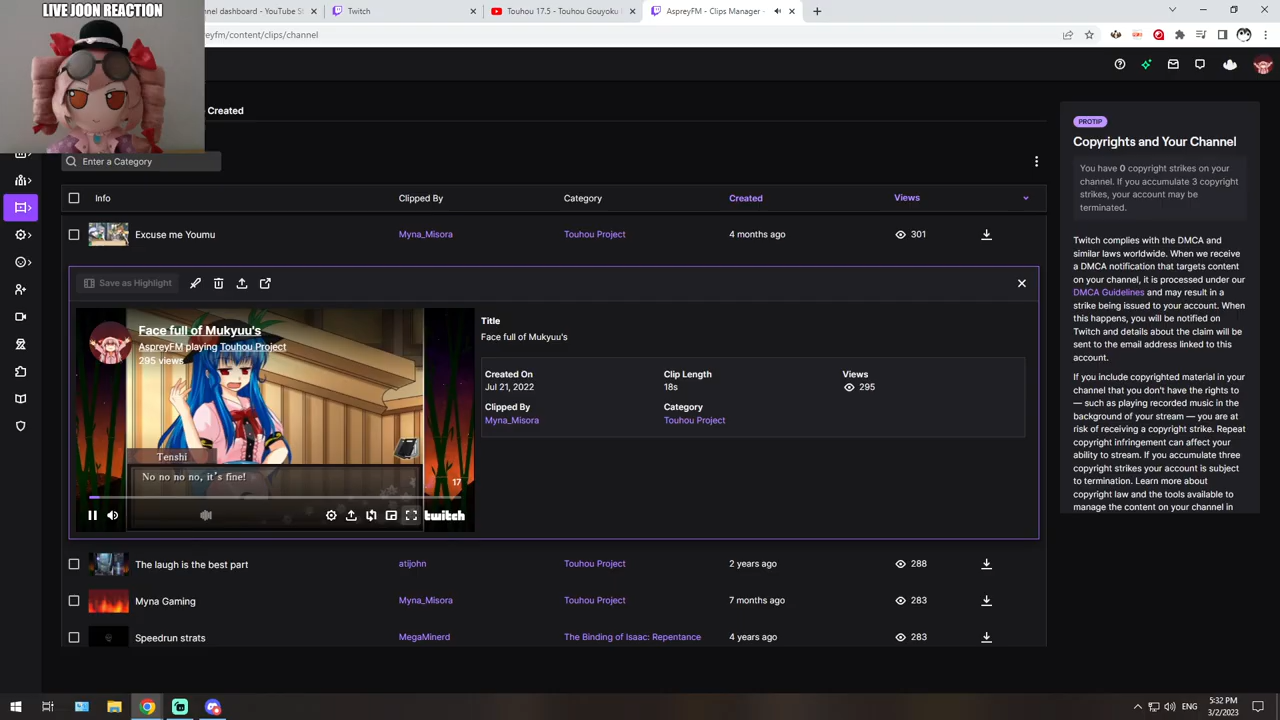 LIVE JOON REACTION
nnel dashboard - YouTube St
Twitch
Touhou 17.5 - Touhou Gouyoku
AspreyFM - Clips Manager -
reyfm/content/clips/channel
Created
Enter a Category
Info
Clipped By
Category
Created
Views
Excuse me Youmu
Myna_Misora
Touhou Project
4 months ago
301
Save as Highlight
Face full of Mukyuu's
AspreyFM playing Touhou Project
295 views
Tenshi
No no no no, it's fine!
17
twitch
Title
Face full of Mukyuu's
Created On
Clip Length
Views
Jul 21, 2022
18s
295
Clipped By
Category
Myna_Misora
Touhou Project
The laugh is the best part
atijohn
Touhou Project
2 years ago
288
Myna Gaming
Myna_Misora
Touhou Project
7 months ago
283
Speedrun strats
MegaMinerd
The Binding of Isaac: Repentance
4 years ago
283
PROTIP
Copyrights and Your Channel
You have 0 copyright strikes on
your channel. If you accumulate 3 copyright
strikes, your account may be
terminated.
Twitch complies with the DMCA and
similar laws worldwide. When we receive
a DMCA notification that targets content
on your channel, it is processed under our
DMCA Guidelines and may result in a
strike being issued to your account. When
this happens, you will be notified on
Twitch and details about the claim will be
sent to the email address linked to this
account.
If you include copyrighted material in your
channel that you don't have the rights to
— such as playing recorded music in the
background of your stream — you are at
risk of receiving a copyright strike. Repeat
copyright infringement can affect your
ability to stream. If you accumulate three
copyright strikes your account is subject
to termination. Learn more about
copyright law and the tools available to
manage the content on your channel in
ENG
5:32 PM
3/2/2023